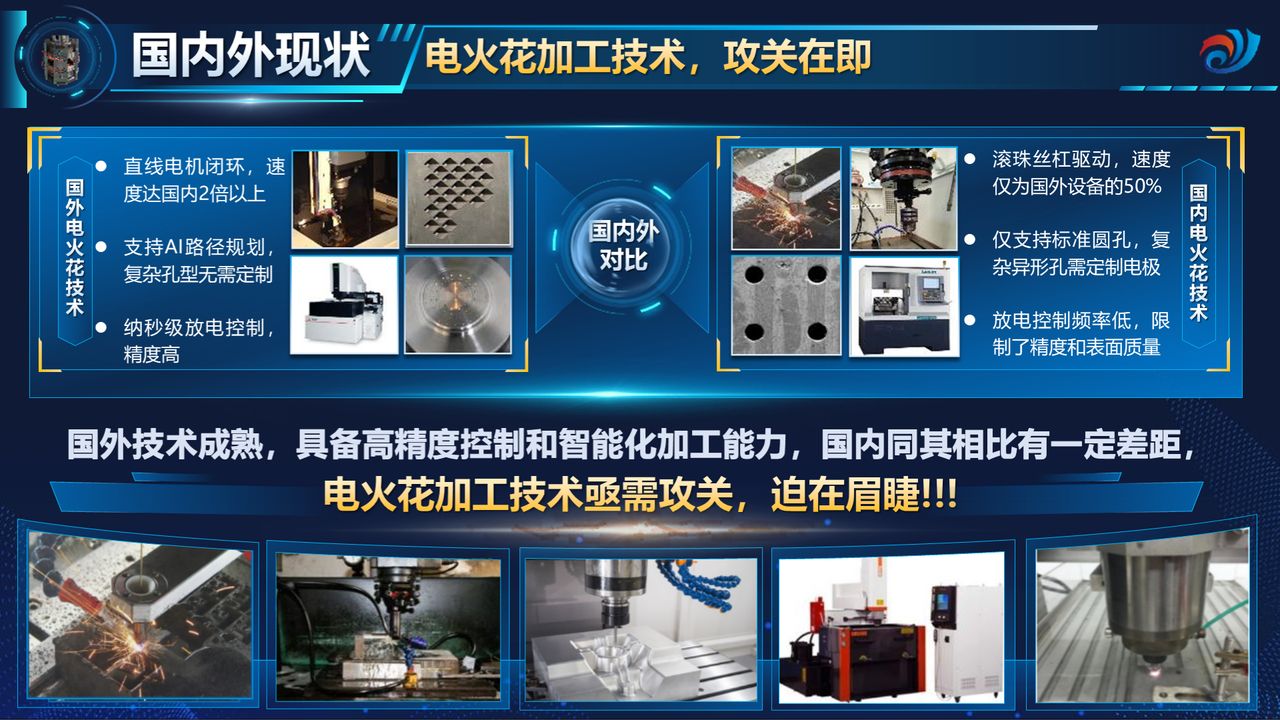 国内外现状
电火花加工技术，攻关在即
国外电火花技术
直线电机闭环，速
度达国内2倍以上
支持AI路径规划，
复杂孔型无需定制
纳秒级放电控制，
精度高
国内外
对比
滚珠丝杠驱动，速度
仅为国外设备的50%
仅支持标准圆孔，复
杂异形孔需定制电极
放电控制频率低，限
制了精度和表面质量
国内电火花技术
国外技术成熟，具备高精度控制和智能化加工能力，国内同其相比有一定差距，
电火花加工技术亟需攻关，迫在眉睫!!!